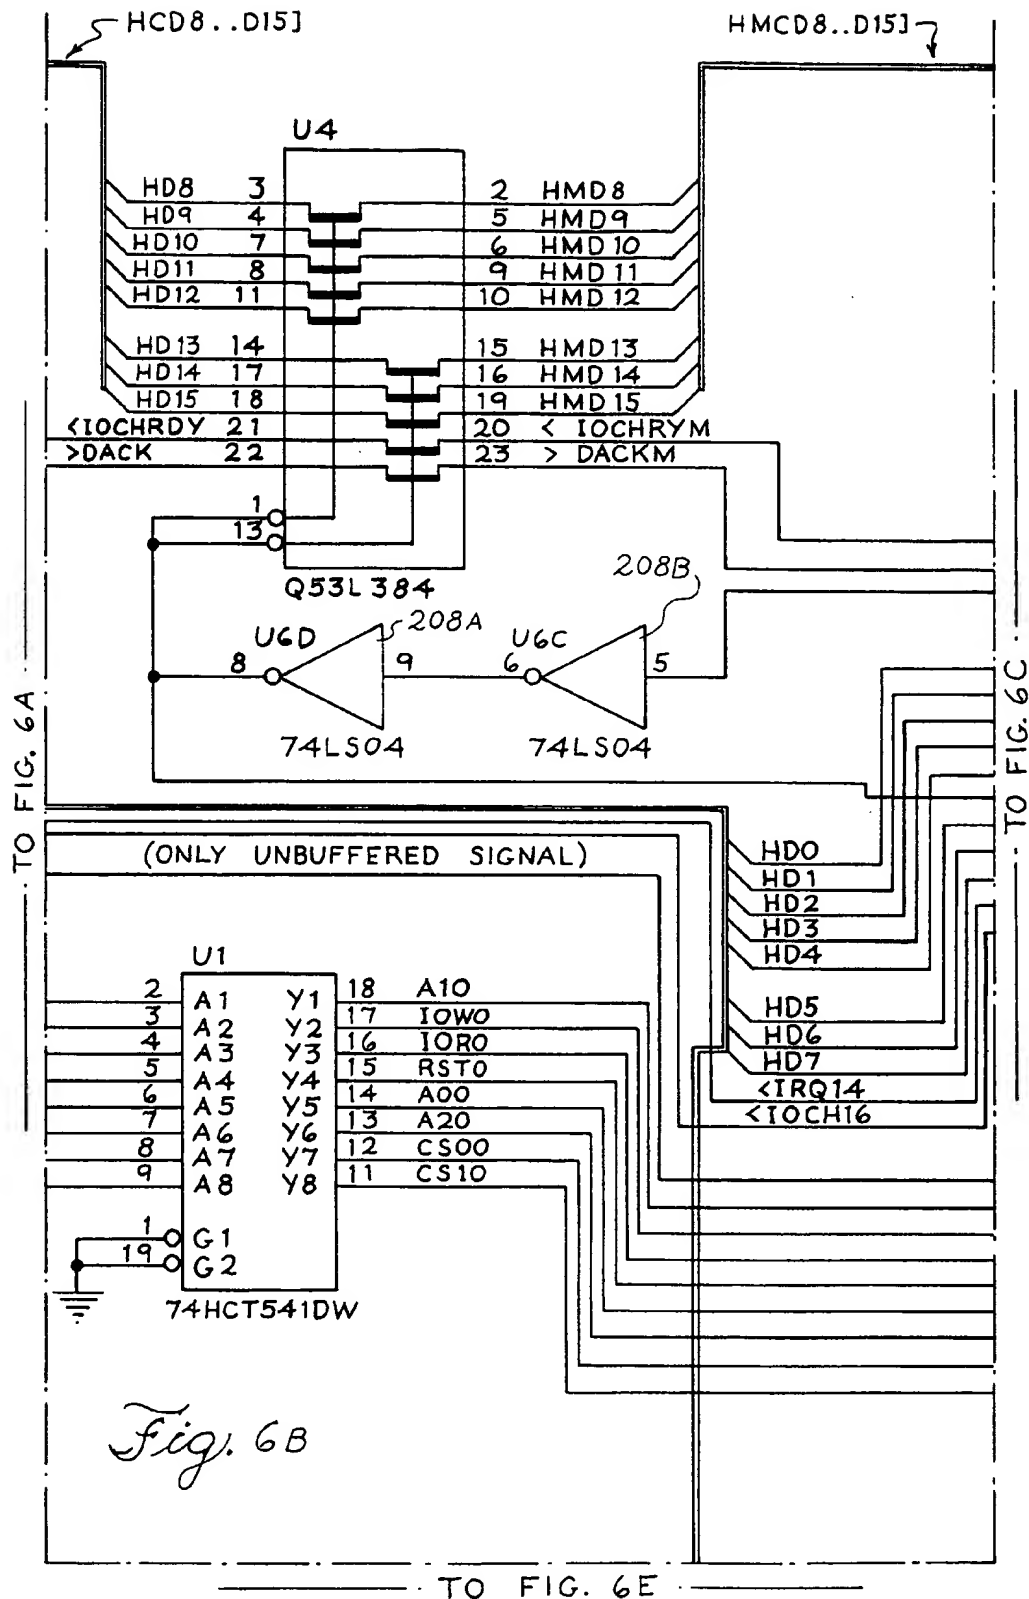 HCD8..D15]
HMCD8..D15]
U4
HD8 3 2 HMD8
HD9 4 5 HMD9
HD10 7 6 HMD10
HD11 8 9 HMD11
HD12 11 10 HMD12
HD13 14 15 HMD13
HD14 17 16 HMD14
HD15 18 19 HMD15
<IOCHRDY 21 20 < IOCHRYM
>DACK 22 23 > DACKM
1
13
Q53L384
208B
208A
U6D
U6C
8 9 6 5
74LS04
74LS04
TO FIG. 6A
TO FIG. 6C
(ONLY UNBUFFERED SIGNAL)
HD0
HD1
HD2
HD3
HD4
HD5
HD6
HD7
<IRQ14
<IOCH16
U1
2 A1 Y1 18 A10
3 A2 Y2 17 IOW0
4 A3 Y3 16 IOR0
5 A4 Y4 15 RST0
6 A5 Y5 14 A00
7 A6 Y6 13 A20
8 A7 Y7 12 CS00
9 A8 Y8 11 CS10
1 G1
19 G2
74HCT541DW
Fig. 6B
TO FIG. 6E